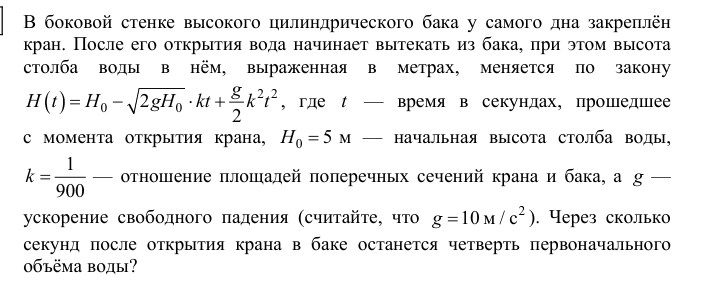 В боковой стенке высокого цилиндрического бака у самого дна закреплён
кран. После его открытия вода начинает вытекать из бака, при этом высота
столба воды в нём, выраженная в метрах, меняется по закону
H(t) = H₀ − √(2gH₀) · kt + g/2 k²t², где t — время в секундах, прошедшее
с момента открытия крана, H₀ = 5 м — начальная высота столба воды,
k = 1/900 — отношение площадей поперечных сечений крана и бака, а g —
ускорение свободного падения (считайте, что g = 10 м / с²). Через сколько
секунд после открытия крана в баке останется четверть первоначального
объёма воды?